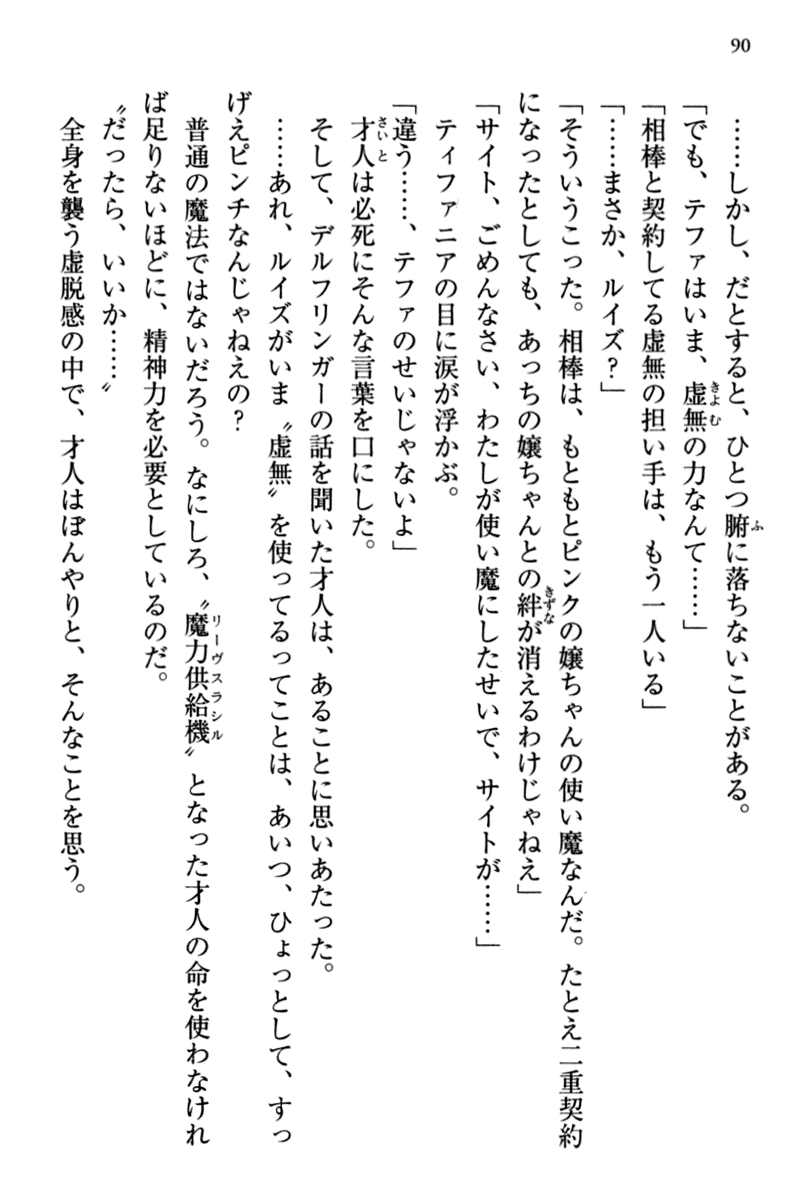 90
……しかし、だとすると、ひとつ腑に落ちないことがある。
「でも、テファはいま、虚無の力なんて……」
「相棒と契約してる虚無の担い手は、もう一人いる」
「……まさか、ルイズ？」
「そういうこった。相棒は、もともとピンクの嬢ちゃんの使い魔なんだ。たとえ二重契約
になったとしても、あっちの嬢ちゃんとの絆が消えるわけじゃねえ」
「サイト、ごめんなさい、わたしが使い魔にしたせいで、サイトが……」
ティファニアの目に涙が浮かぶ。
「違う……、テファのせいじゃないよ」
才人は必死にそんな言葉を口にした。
そして、デルフリンガーの話を聞いた才人は、あることに思いあたった。
……あれ、ルイズがいま〝虚無〟を使ってるってことは、あいつ、ひょっとして、すっ
げえピンチなんじゃねえの？
普通の魔法ではないだろう。なにしろ、〝魔力供給機〟となった才人の命を使わなけれ
ば足りないほどに、精神力を必要としているのだ。
〝だったら、いいか……〟
全身を襲う虚脱感の中で、才人はぼんやりと、そんなことを思う。